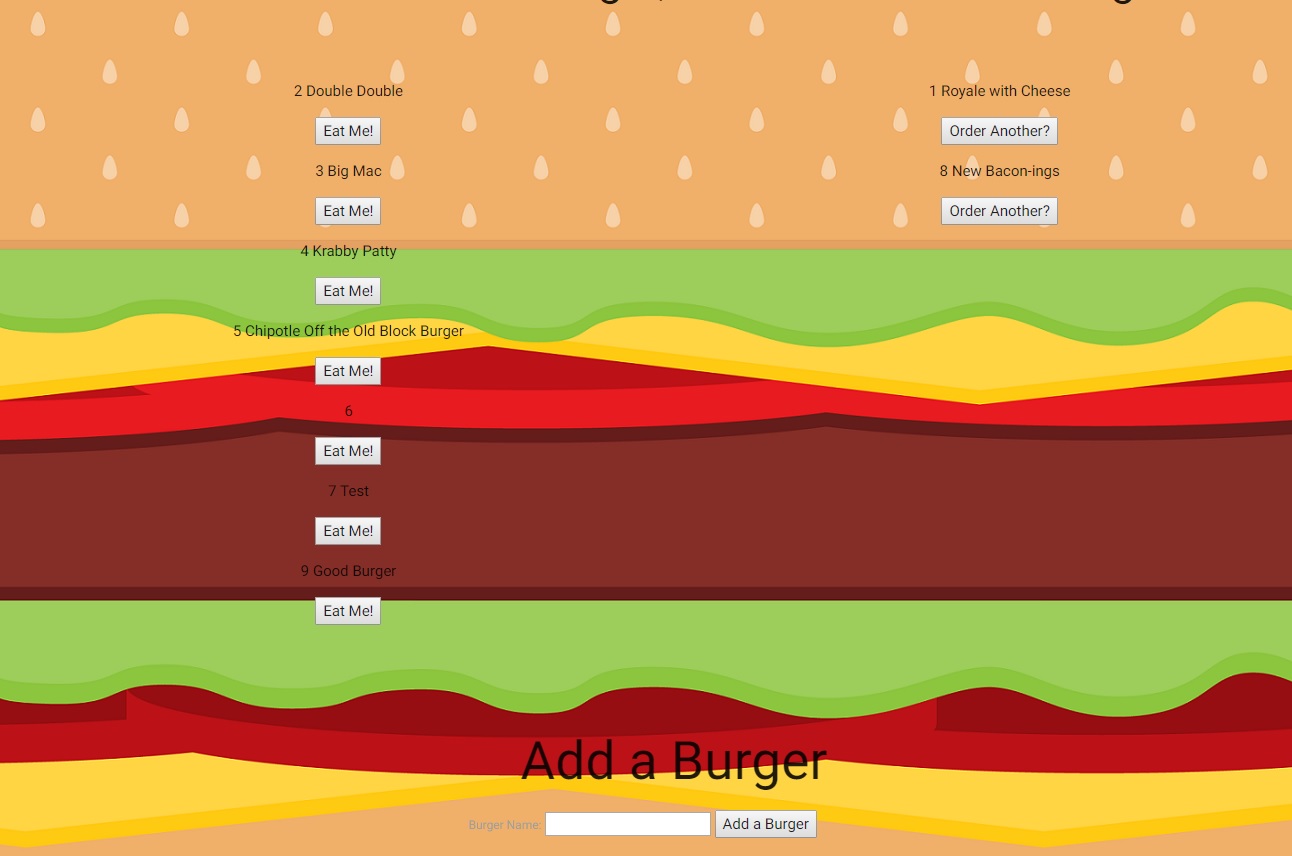 2 Double Double
Eat Me!
3 Big Mac
Eat Me!
4 Krabby Patty
Eat Me!
5 Chipotle Off the Old Block Burger
Eat Me!
6
Eat Me!
7 Test
Eat Me!
9 Good Burger
Eat Me!
1 Royale with Cheese
Order Another?
8 New Bacon-ings
Order Another?
Add a Burger
Burger Name: Add a Burger